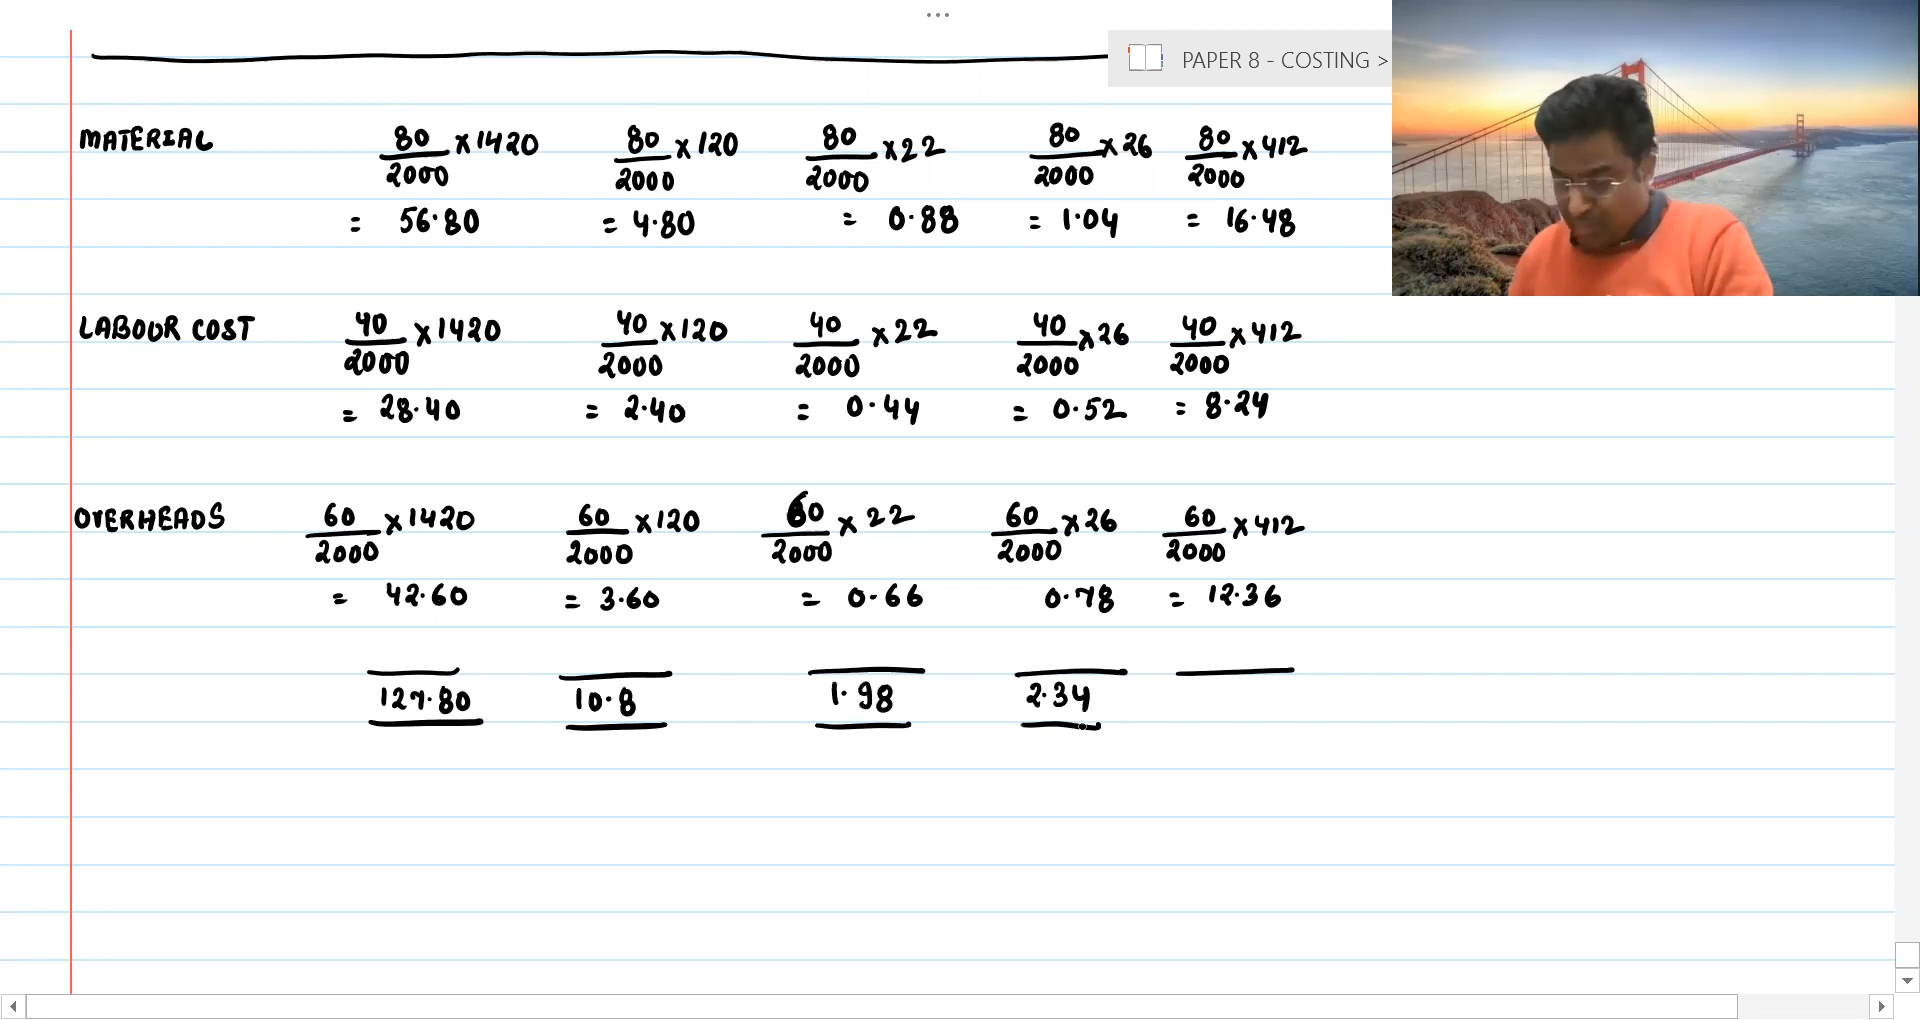 PAPER 8 - COSTING >
MATERIAL 80/2000 x 1420 80/2000 x 120 80/2000 x 22 80/2000 x 26 80/2000 x 412
= 56.80 = 4.80 = 0.88 = 1.04 = 16.48
LABOUR COST 40/2000 x 1420 40/2000 x 120 40/2000 x 22 40/2000 x 26 40/2000 x 412
= 28.40 = 2.40 = 0.44 = 0.52 = 8.24
OVERHEADS 60/2000 x 1420 60/2000 x 120 60/2000 x 22 60/2000 x 26 60/2000 x 412
= 42.60 = 3.60 = 0.66 0.78 = 12.36
127.80 10.8 1.98 2.34